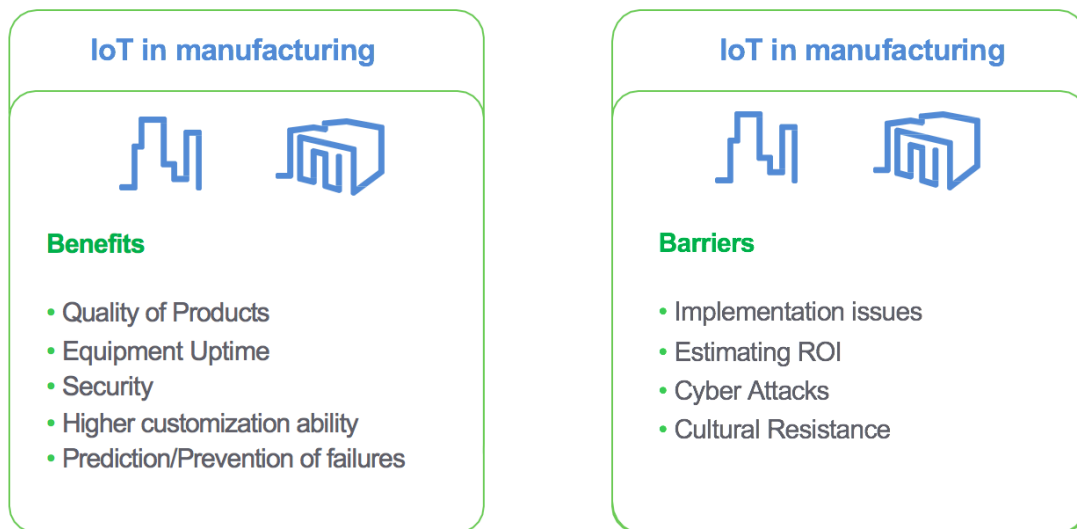 IoT in manufacturing
Benefits
• Quality of Products
• Equipment Uptime
• Security
• Higher customization ability
• Prediction/Prevention of failures
IoT in manufacturing
Barriers
• Implementation issues
• Estimating ROI
• Cyber Attacks
• Cultural Resistance